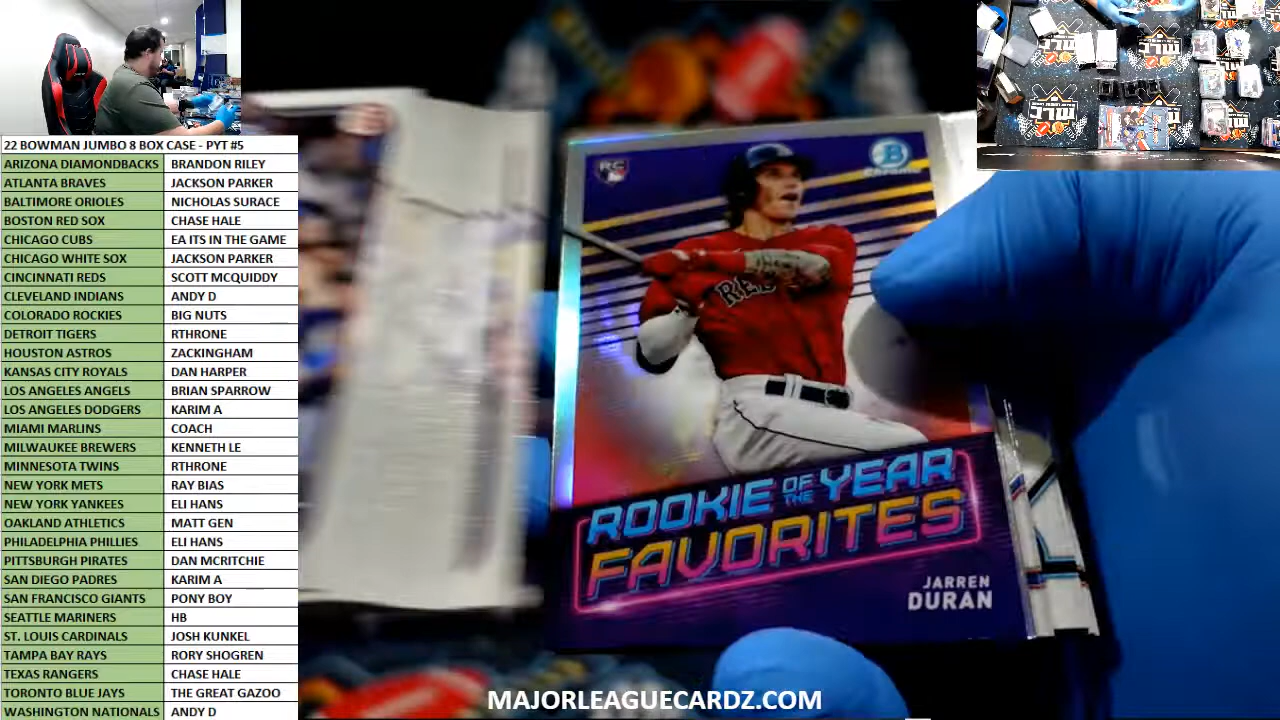 22 BOWMAN JUMBO 8 BOX CASE - PYT #5
ARIZONA DIAMONDBACKS BRANDON RILEY
ATLANTA BRAVES JACKSON PARKER
BALTIMORE ORIOLES NICHOLAS SURACE
BOSTON RED SOX CHASE HALE
CHICAGO CUBS EA ITS IN THE GAME
CHICAGO WHITE SOX JACKSON PARKER
CINCINNATI REDS SCOTT MCQUIDDY
CLEVELAND INDIANS ANDY D
COLORADO ROCKIES BIG NUTS
DETROIT TIGERS RTHRONE
HOUSTON ASTROS ZACKINGHAM
KANSAS CITY ROYALS DAN HARPER
LOS ANGELES ANGELS BRIAN SPARROW
LOS ANGELES DODGERS KARIM A
MIAMI MARLINS COACH
MILWAUKEE BREWERS KENNETH LE
MINNESOTA TWINS RTHRONE
NEW YORK METS RAY BIAS
NEW YORK YANKEES ELI HANS
OAKLAND ATHLETICS MATT GEN
PHILADELPHIA PHILLIES ELI HANS
PITTSBURGH PIRATES DAN MCRITCHIE
SAN DIEGO PADRES KARIM A
SAN FRANCISCO GIANTS PONY BOY
SEATTLE MARINERS HB
ST. LOUIS CARDINALS JOSH KUNKEL
TAMPA BAY RAYS RORY SHOGREN
TEXAS RANGERS CHASE HALE
TORONTO BLUE JAYS THE GREAT GAZOO
WASHINGTON NATIONALS ANDY D
RC
B
Chrome
RED
ROOKIE OF THE YEAR
FAVORITES
JARREN
DURAN
MAJORLEAGUECARDZ.COM